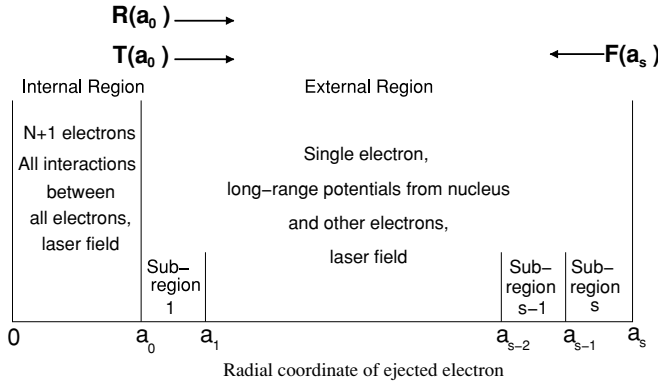 R(a0)
T(a0) F(as)
Internal Region External Region
N+1 electrons
All interactions
between
all electrons,
laser field
Single electron,
long−range potentials from nucleus
and other electrons,
laser field
Sub−
region
1
Sub−
region
s−1
Sub−
region
s
0 a0 a1 as−2 as−1 as
Radial coordinate of ejected electron